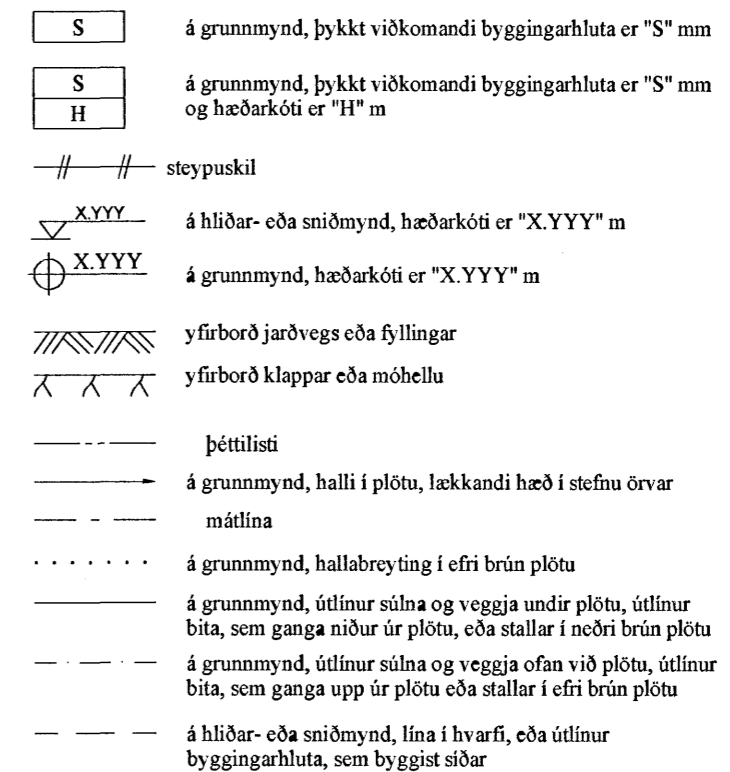 S á grunnmynd, þykkt viðkomandi byggingarhluta er "S" mm
S á grunnmynd, þykkt viðkomandi byggingarhluta er "S" mm
H og hæðarkóti er "H" m
steypuskil
X.YYY á hliðar- eða sniðmynd, hæðarkóti er "X.YYY" m
X.YYY á grunnmynd, hæðarkóti er "X.YYY" m
yfirborð jarðvegs eða fyllingar
yfirborð klappar eða móhellu
þéttilisti
á grunnmynd, halli í plötu, lækkandi hæð í stefnu örvar
mátlína
á grunnmynd, hallabreyting í efri brún plötu
á grunnmynd, útlínur súlna og veggja undir plötu, útlínur
bita, sem ganga niður úr plötu, eða stallar í neðri brún plötu
á grunnmynd, útlínur súlna og veggja ofan við plötu, útlínur
bita, sem ganga upp úr plötu eða stallar í efri brún plötu
á hliðar- eða sniðmynd, lína í hvarfi, eða útlínur
byggingarhluta, sem byggist síðar